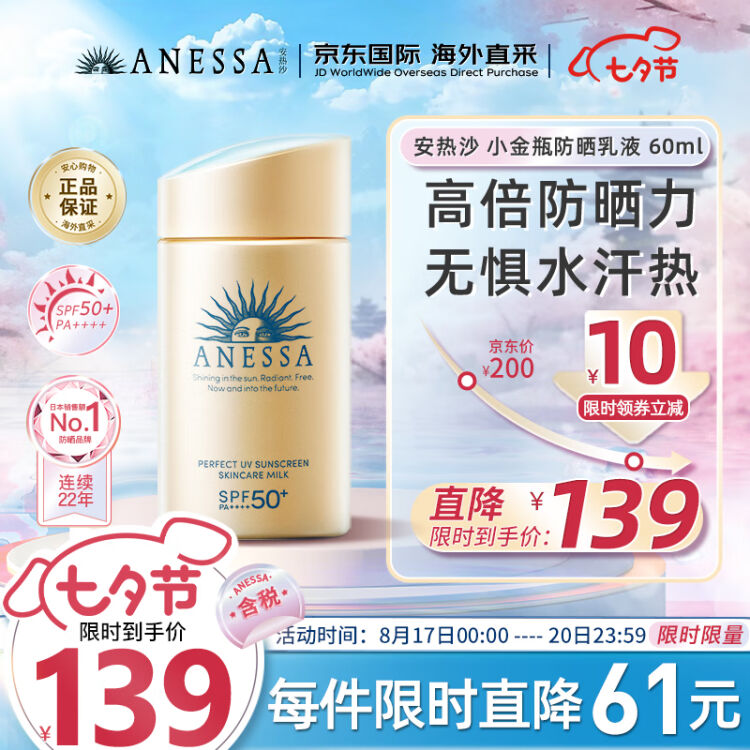 ANESSA 安热沙
京东国际 海外直采
JD WorldWide Overseas Direct Purchase
七夕节
安热沙 小金瓶防晒乳液 60ml
高倍防晒力
无惧水汗热
安心购物
正品
保证
海外直采
SPF50+
PA++++
日本销售额
No.1
防晒品牌
连续
22年
ANESSA
Shining in the sun. Radiant. Free.
Now and into the future.
PERFECT UV SUNSCREEN
SKINCARE MILK
SPF50+
PA++++
京东价
¥200
¥10
限时领券立减
直降
限时到手价:
¥139
七夕节
限时到手价
¥139
ANESSA
含税
活动时间: 8月17日00:00 ---- 20日23:59 限时限量
每件限时直降61元